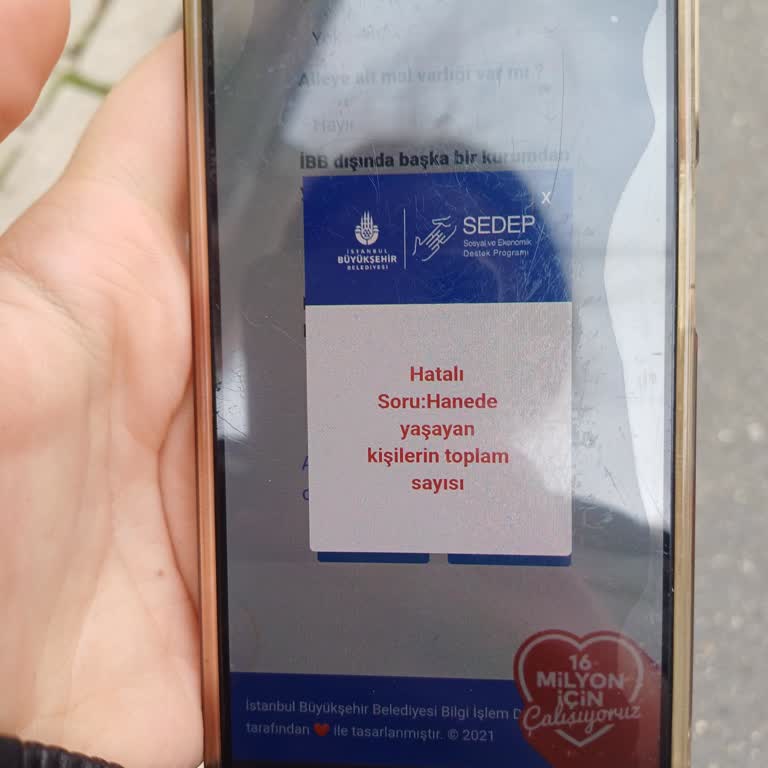 Aileye ait mal varlığı var mı ?
Hayır
İBB dışında başka bir kurumdan
X
İSTANBUL
BÜYÜKŞEHİR
BELEDİYESİ
SEDEP
Sosyal ve Ekonomik
Destek Programı
Hatalı
Soru:Hanede
yaşayan
kişilerin toplam
sayısı
16
MİLYON
İÇİN
Çalışıyoruz
İstanbul Büyükşehir Belediyesi Bilgi İşlem
tarafından ❤ ile tasarlanmıştır. © 2021